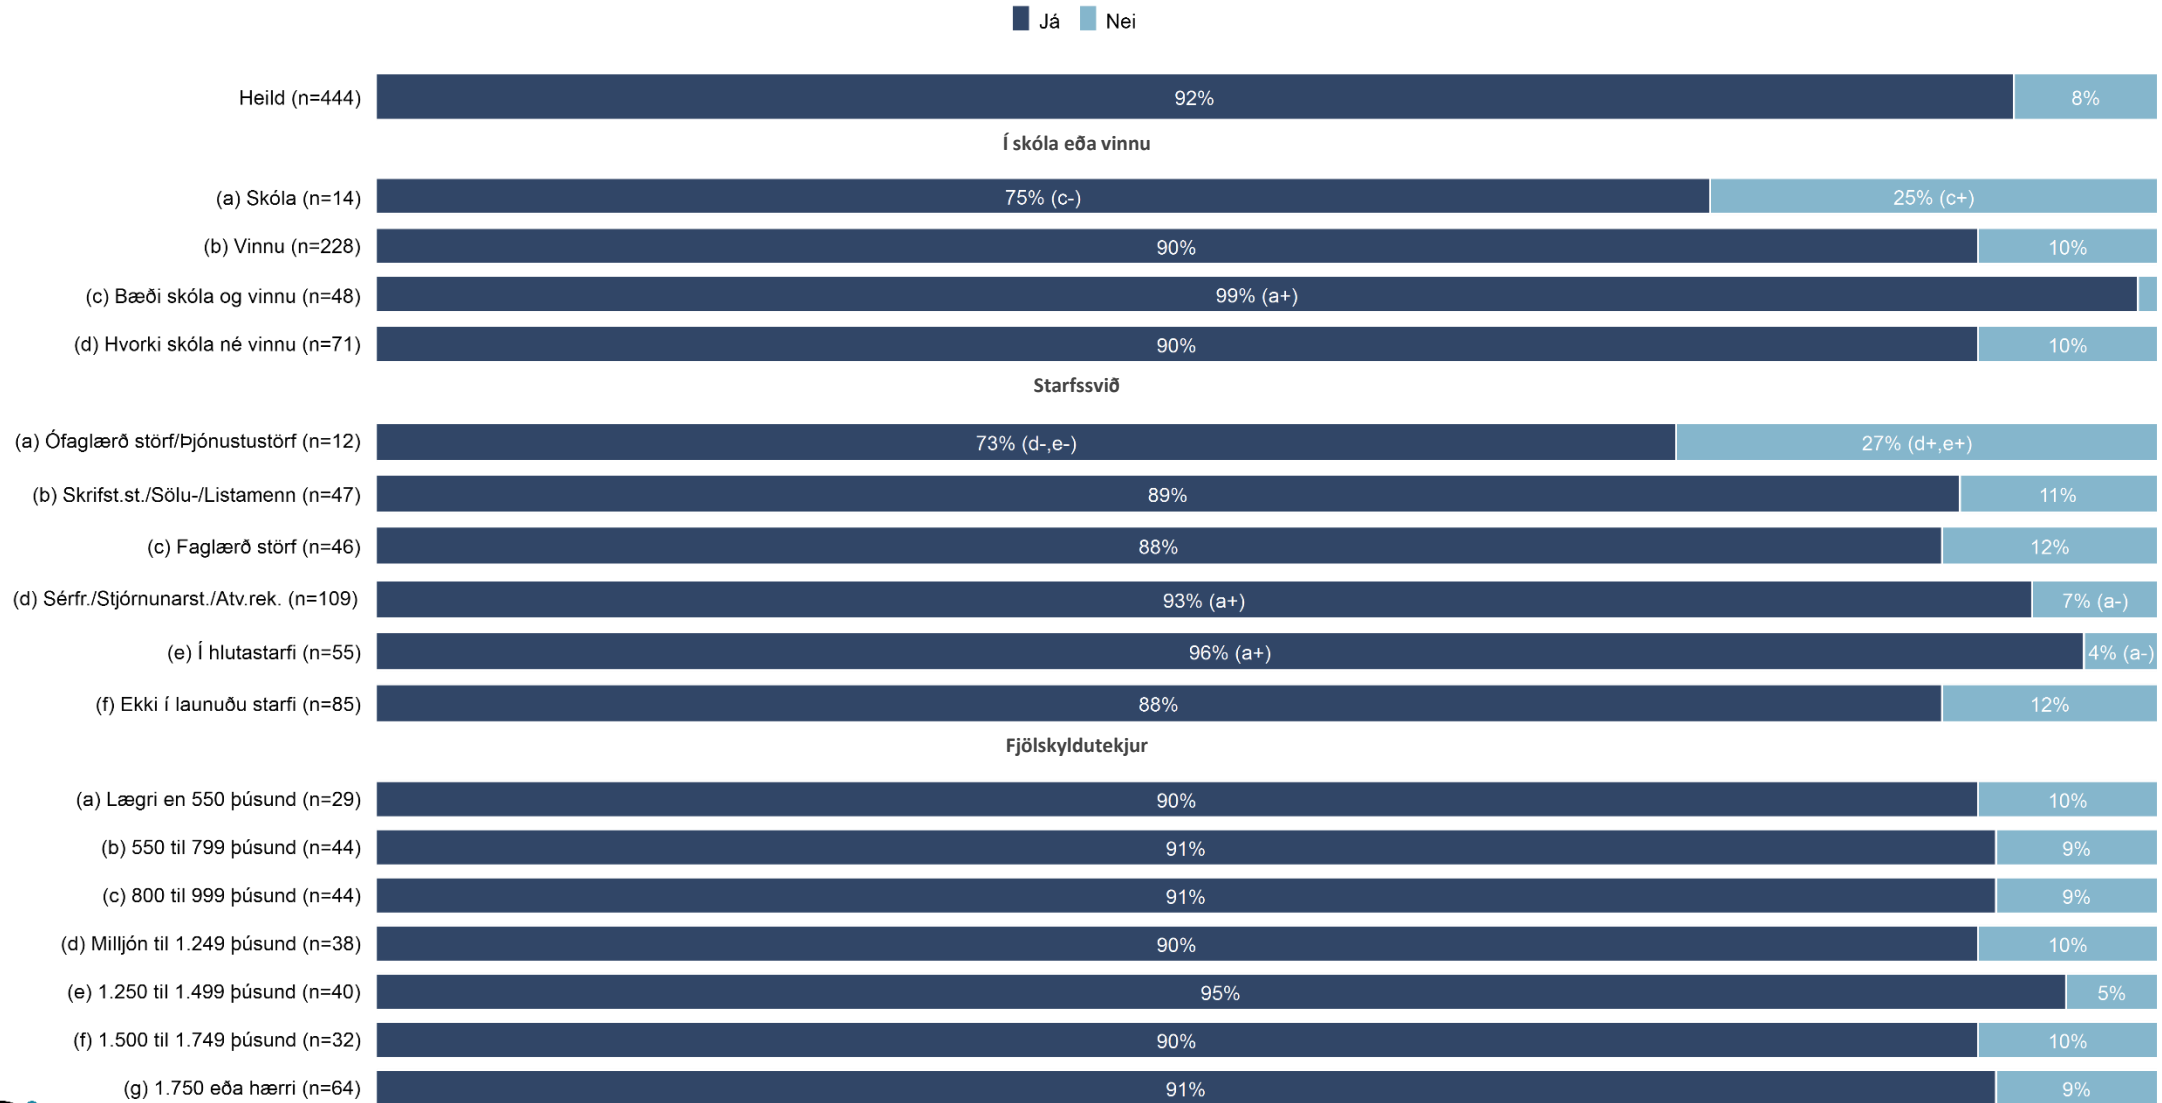 Já Nei
Heild (n=444) 92% 8%
Í skóla eða vinnu
(a) Skóla (n=14) 75% (c-) 25% (c+)
(b) Vinnu (n=228) 90% 10%
(c) Bæði skóla og vinnu (n=48) 99% (a+)
(d) Hvorki skóla né vinnu (n=71) 90% 10%
Starfssvið
(a) Ófaglærð störf/Þjónustustörf (n=12) 73% (d-,e-) 27% (d+,e+)
(b) Skrifst.st./Sölu-/Listamenn (n=47) 89% 11%
(c) Faglærð störf (n=46) 88% 12%
(d) Sérfr./Stjórnunarst./Atv.rek. (n=109) 93% (a+) 7% (a-)
(e) Í hlutastarfi (n=55) 96% (a+) 4% (a-)
(f) Ekki í launuðu starfi (n=85) 88% 12%
Fjölskyldutekjur
(a) Lægri en 550 þúsund (n=29) 90% 10%
(b) 550 til 799 þúsund (n=44) 91% 9%
(c) 800 til 999 þúsund (n=44) 91% 9%
(d) Milljón til 1.249 þúsund (n=38) 90% 10%
(e) 1.250 til 1.499 þúsund (n=40) 95% 5%
(f) 1.500 til 1.749 þúsund (n=32) 90% 10%
(g) 1.750 eða hærri (n=64) 91% 9%